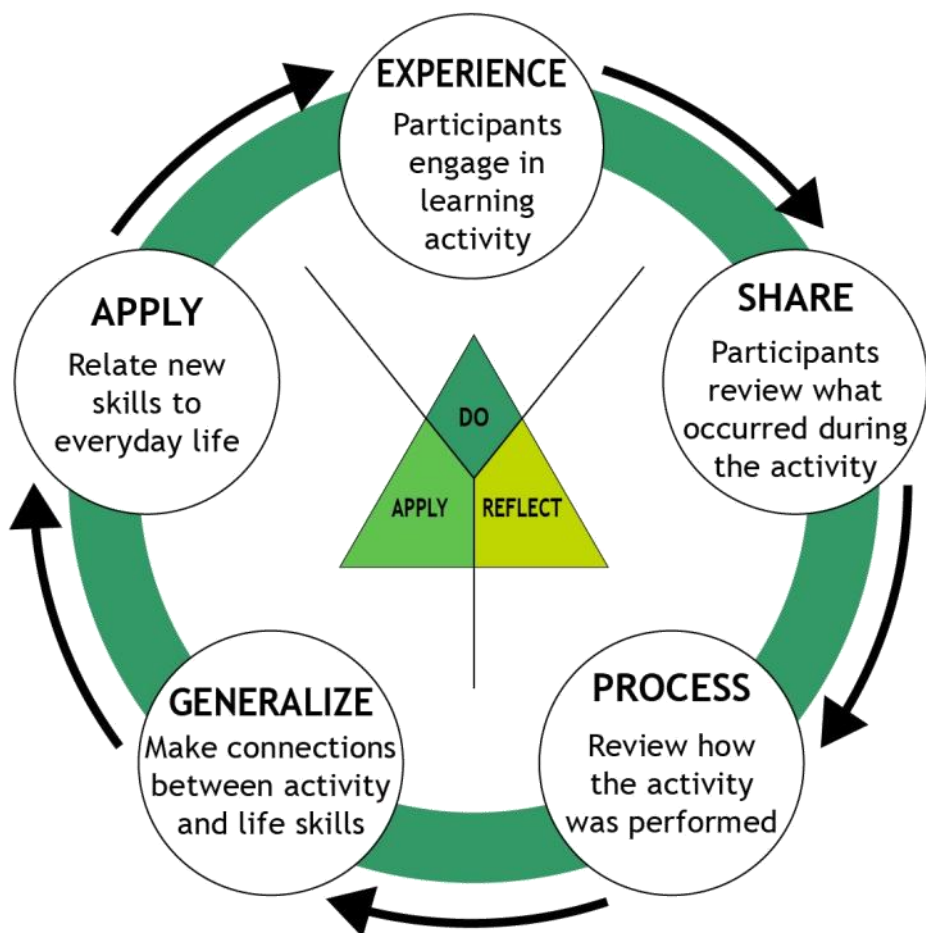 EXPERIENCE
Participants
engage in
learning
activity
SHARE
Participants
review what
occurred during
the activity
PROCESS
Review how
the activity
was performed
GENERALIZE
Make connections
between activity
and life skills
APPLY
Relate new
skills to
everyday life
DO
APPLY
REFLECT